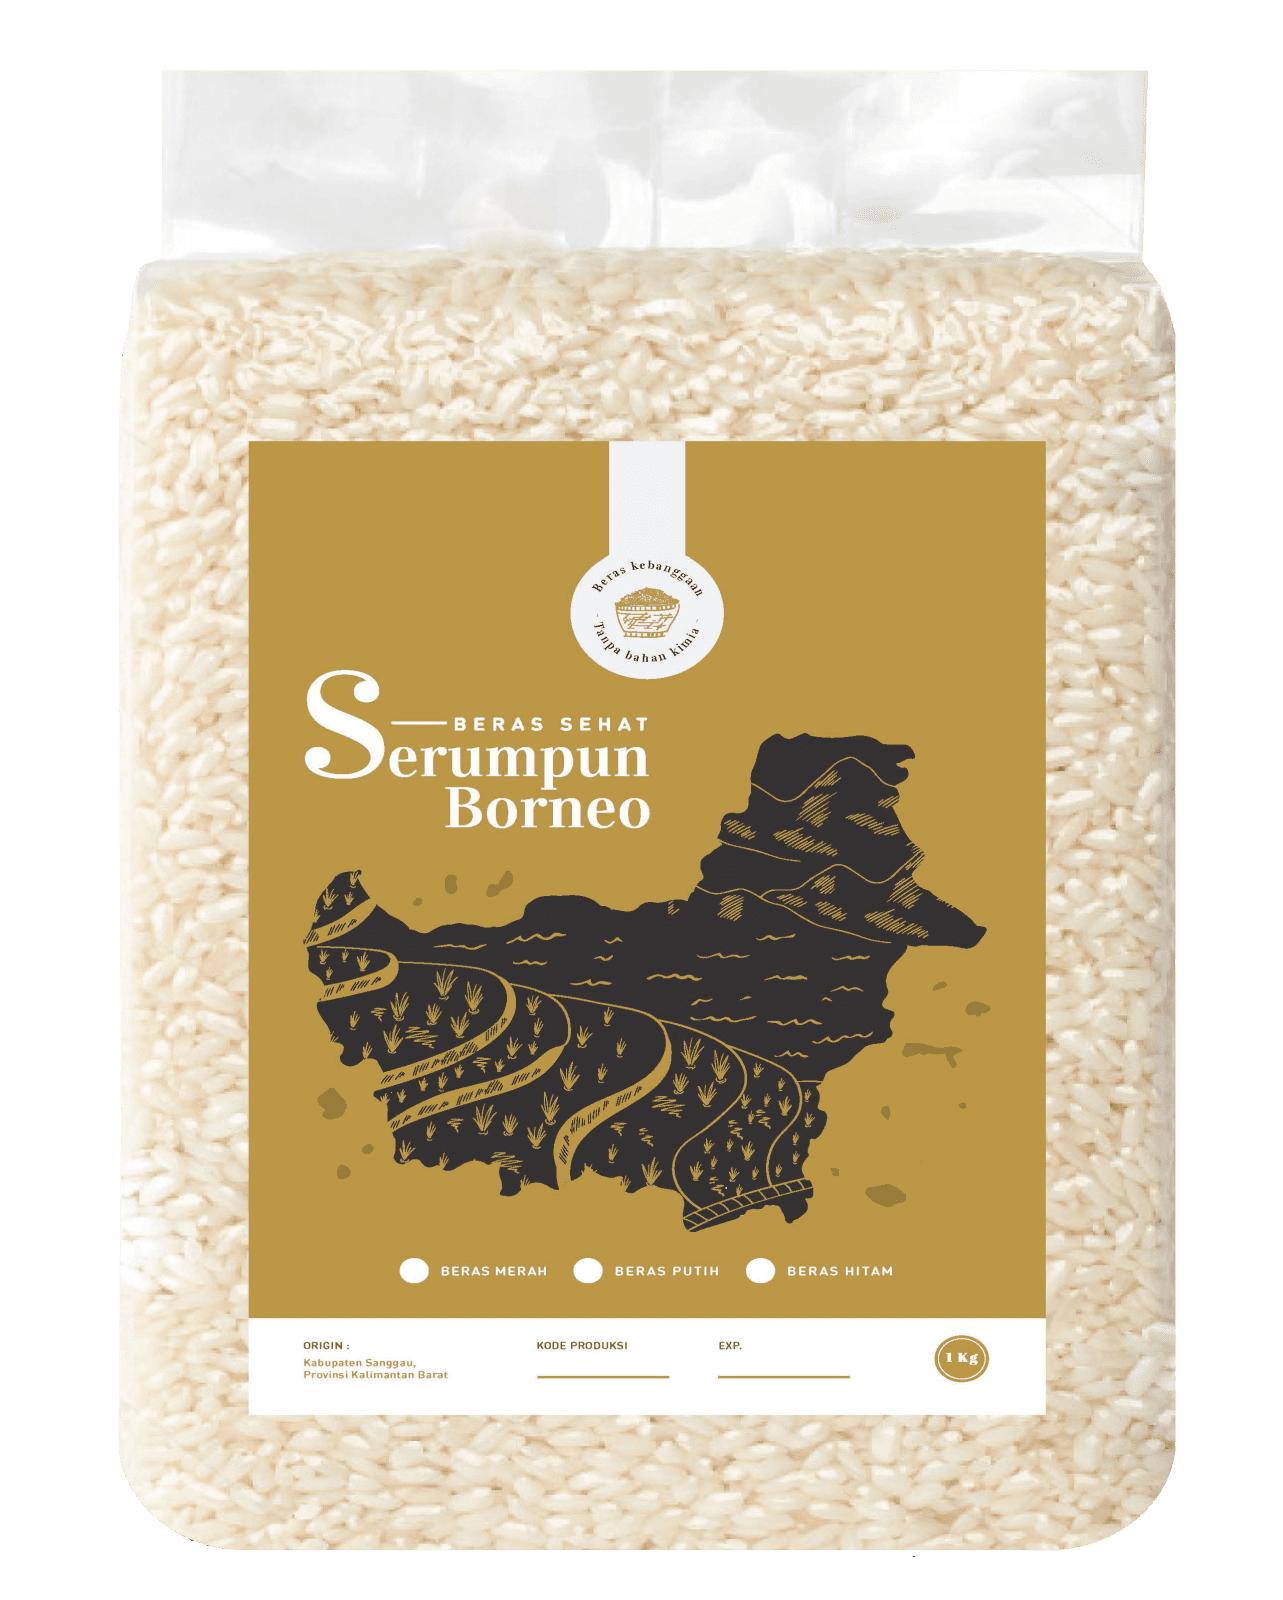 Beras kebanggaan
- Tanpa bahan kimia -
BERAS SEHAT
Serumpun
Borneo
BERAS MERAH
BERAS PUTIH
BERAS HITAM
ORIGIN :
Kabupaten Sanggau,
Provinsi Kalimantan Barat
KODE PRODUKSI
EXP.
1 Kg